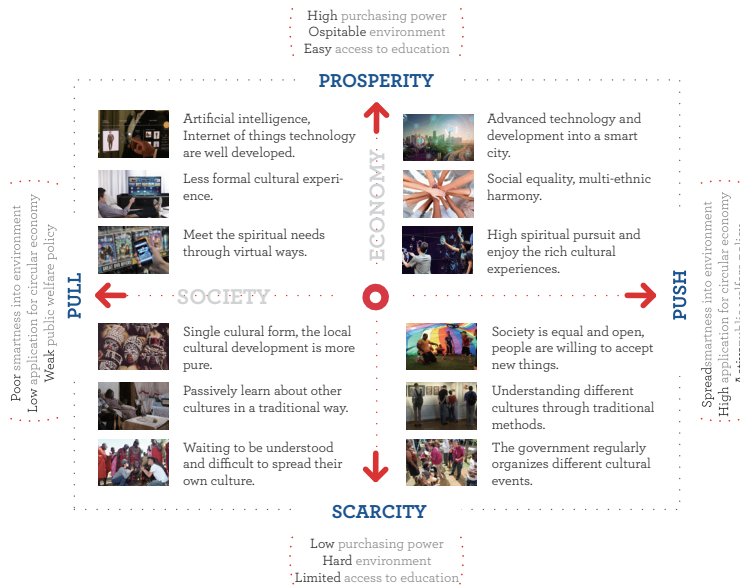 High purchasing power
Ospitable environment
Easy access to education
PROSPERITY
Artificial intelligence,
Internet of things technology
are well developed.
Less formal cultural experi-
ence.
Meet the spiritual needs
through virtual ways.
ECONOMY
Advanced technology and
development into a smart
city.
Social equality, multi-ethnic
harmony.
High spiritual pursuit and
enjoy the rich cultural
experiences.
Poor smartness into environment
Low application for circular economy
Weak public welfare policy
PULL
SOCIETY
PUSH
Spreadsmartness into environment
High application for circular economy
Single culural form, the local
cultural development is more
pure.
Passively learn about other
cultures in a traditional way.
Waiting to be understood
and difficult to spread their
own culture.
Society is equal and open,
people are willing to accept
new things.
Understanding different
cultures through traditional
methods.
The government regularly
organizes different cultural
events.
SCARCITY
Low purchasing power
Hard environment
Limited access to education